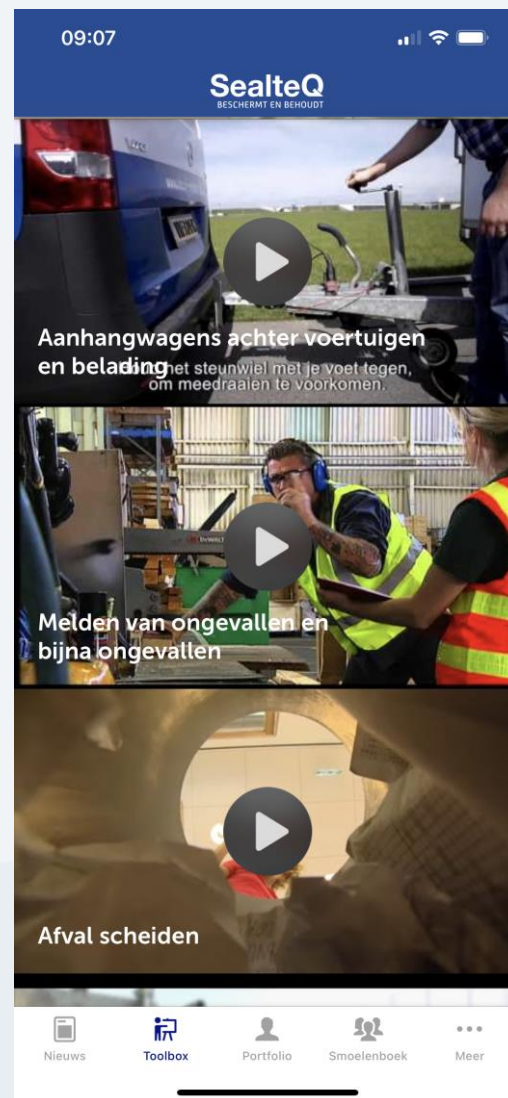 09:07
SealteQ
BESCHERMT EN BEHOUDT
Aanhangwagens achter voertuigen
en belading
het steunwiel met je voet tegen,
om meedraaien te voorkomen.
Melden van ongevallen en
bijna ongevallen
Afval scheiden
Nieuws
Toolbox
Portfolio
Smoelenboek
Meer